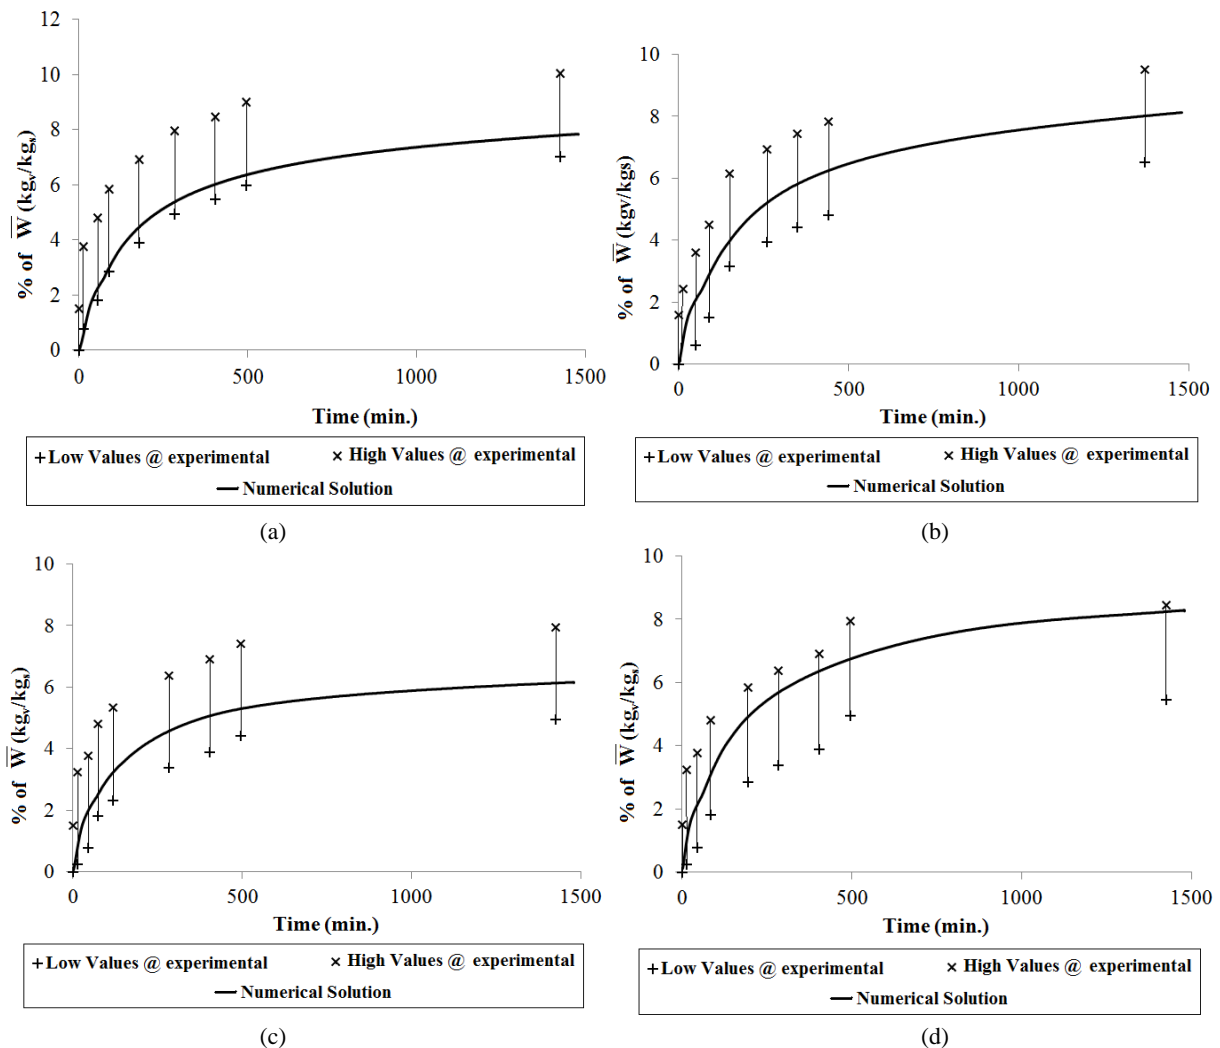 12
10
8
6
4
2
0
% of W̅ (kgᵥ/kgₛ)
0 500 1000 1500
Time (min.)
+ Low Values @ experimental × High Values @ experimental
Numerical Solution
(a)
10
8
6
4
2
0
% of W̅ (kgv/kgs)
0 500 1000 1500
Time (min.)
+ Low Values @ experimental × High Values @ experimental
Numerical Solution
(b)
10
8
6
4
2
0
% of W̅ (kgᵥ/kgₛ)
0 500 1000 1500
Time (min.)
+ Low Values @ experimental × High Values @ experimental
Numerical Solution
(c)
10
8
6
4
2
0
% of W̅ (kgᵥ/kgₛ)
0 500 1000 1500
Time (min.)
+ Low Values @ experimental × High Values @ experimental
Numerical Solution
(d)